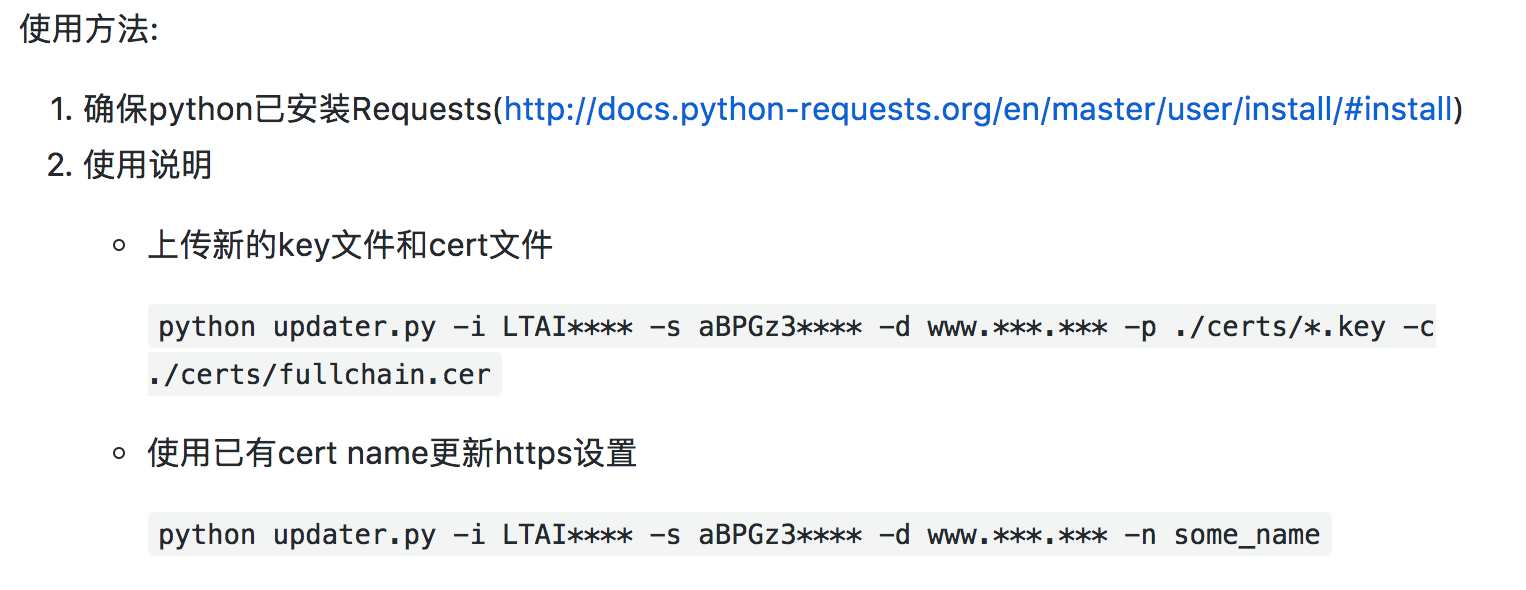 使用方法:
1. 确保python已安装Requests(http://docs.python-requests.org/en/master/user/install/#install)
2. 使用说明
上传新的key文件和cert文件
python updater.py -i LTAI**** -s aBPGz3**** -d www.***.*** -p ./certs/*.key -c
./certs/fullchain.cer
使用已有cert name更新https设置
python updater.py -i LTAI**** -s aBPGz3**** -d www.***.*** -n some_name